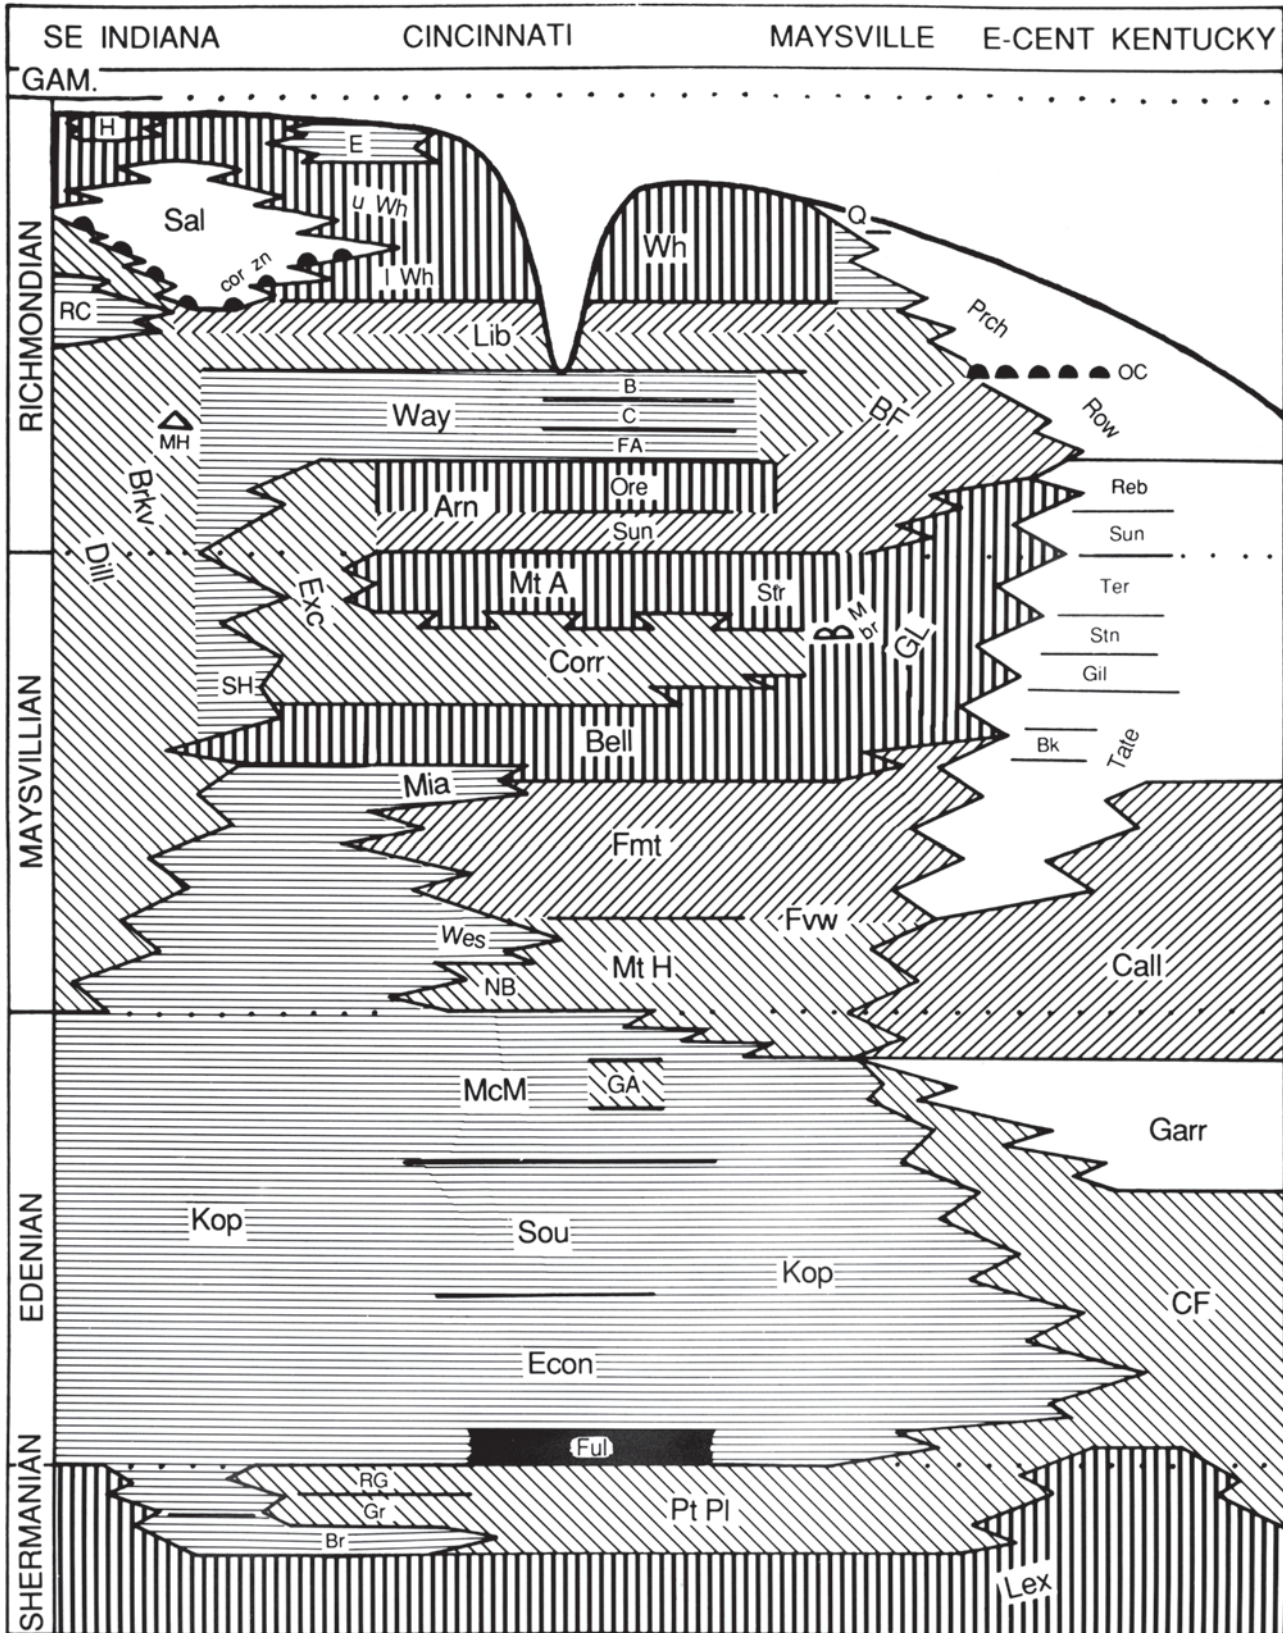 SE INDIANA CINCINNATI MAYSVILLE E-CENT KENTUCKY
GAM.
RICHMONDIAN
MAYSVILLIAN
EDENIAN
SHERMANIAN
H
E
Sal
u Wh
l Wh
cor zn
Wh
Q
RC
Lib
Prch
OC
B
Way
C
BF
Row
MH
FA
Brkv
Arn
Ore
Reb
Sun
Sun
Dill
Exc
Mt A
Str
M
br
GL
Ter
Stn
Corr
Gil
SH
Bell
Bk
Tate
Mia
Fmt
Fvw
Wes
Mt H
NB
Call
McM
GA
Garr
Kop
Sou
Kop
CF
Econ
Ful
RG
Gr
Pt Pl
Br
Lex